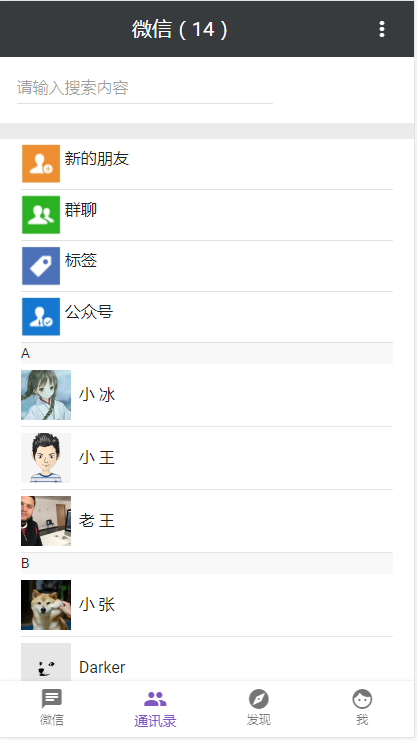 微信（14）
请输入搜索内容
新的朋友
群聊
标签
公众号
A
小 冰
小 王
老 王
B
小 张
Darker
微信 通讯录 发现 我